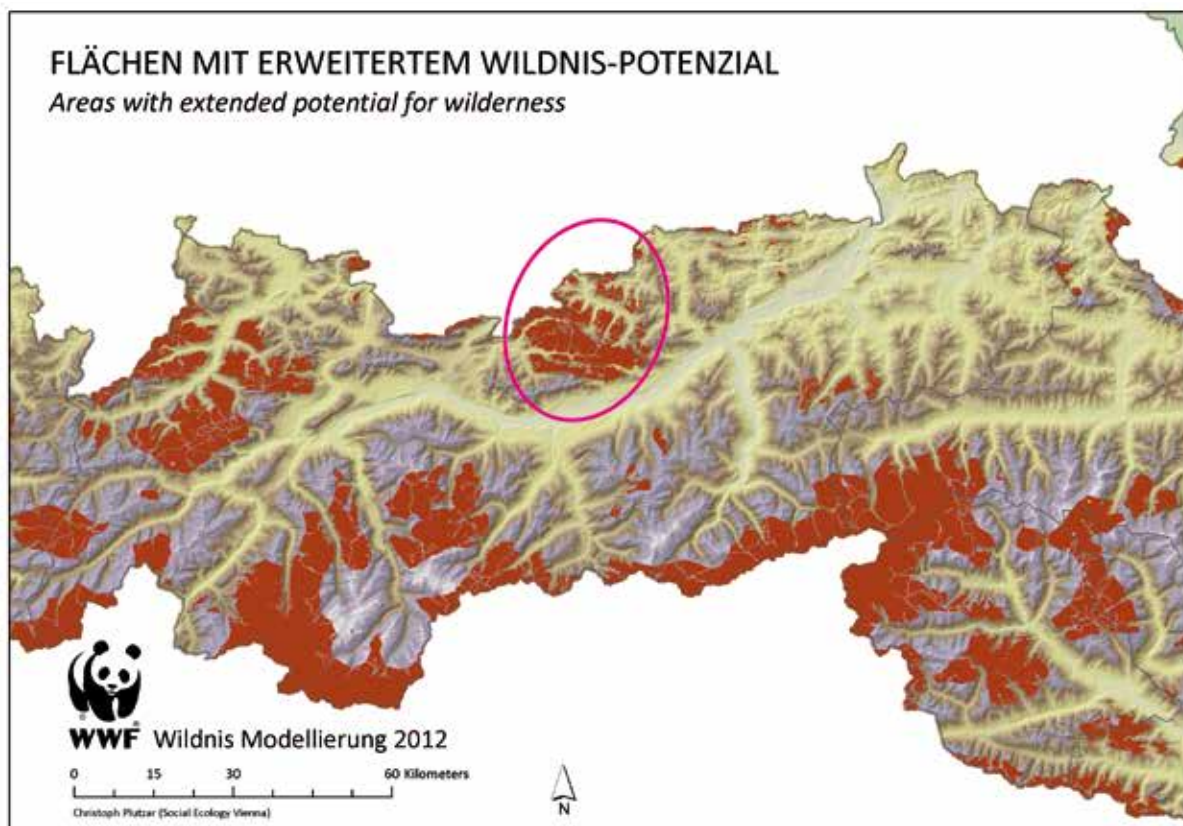 FLÄCHEN MIT ERWEITERTEM WILDNIS-POTENZIAL
Areas with extended potential for wilderness
WWF Wildnis Modellierung 2012
0 15 30 60 Kilometers
Christoph Plutzar (Social Ecology Vienna)
N